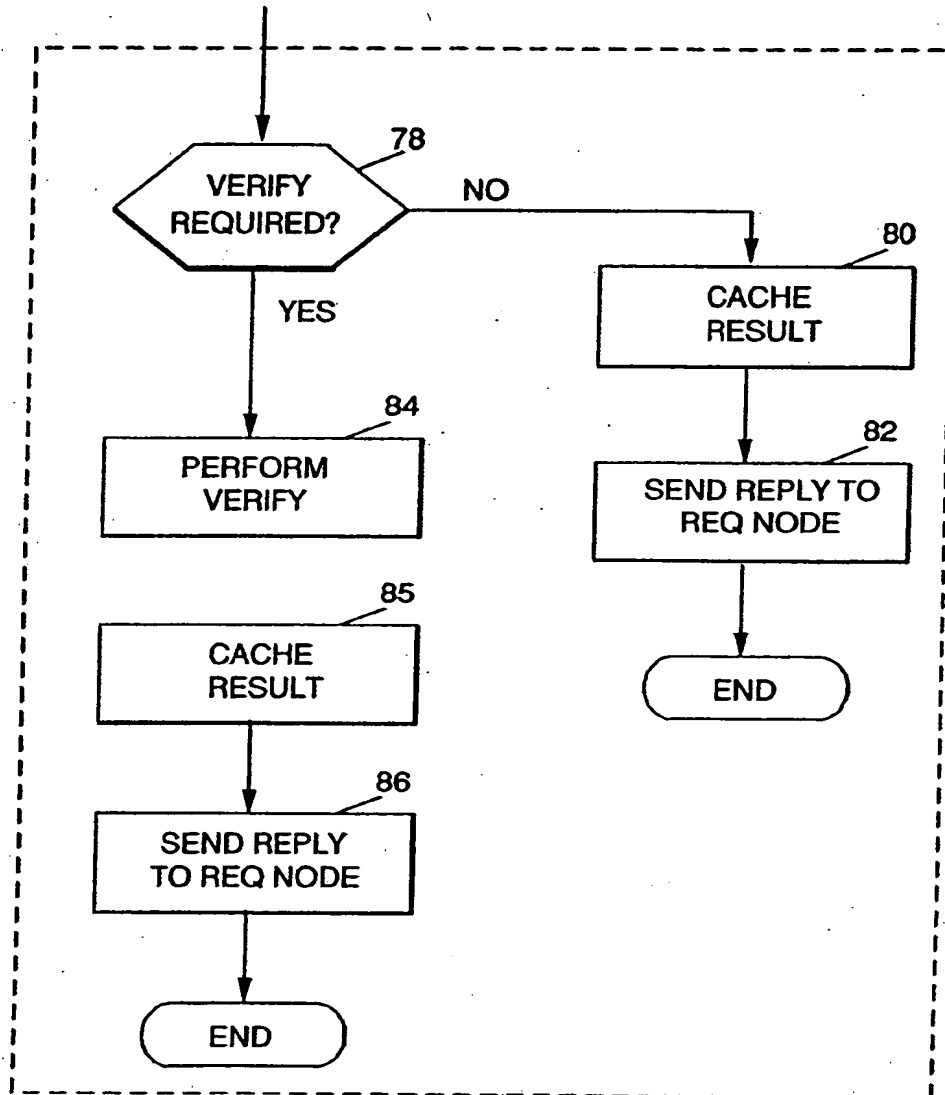 78
VERIFY
REQUIRED?
NO
YES
80
CACHE
RESULT
84
PERFORM
VERIFY
82
SEND REPLY TO
REQ NODE
85
CACHE
RESULT
END
86
SEND REPLY
TO REQ NODE
END